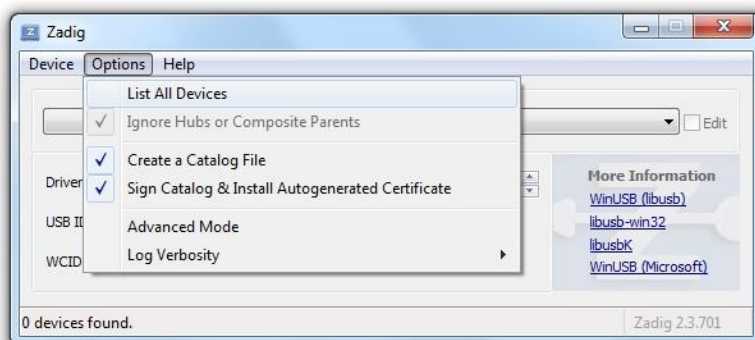 Zadig
Device Options Help
List All Devices
Ignore Hubs or Composite Parents
Edit
Create a Catalog File
Sign Catalog & Install Autogenerated Certificate
Driver
USB ID
WCID
Advanced Mode
Log Verbosity
More Information
WinUSB (libusb)
libusb-win32
libusbK
WinUSB (Microsoft)
0 devices found.
Zadig 2.3.701